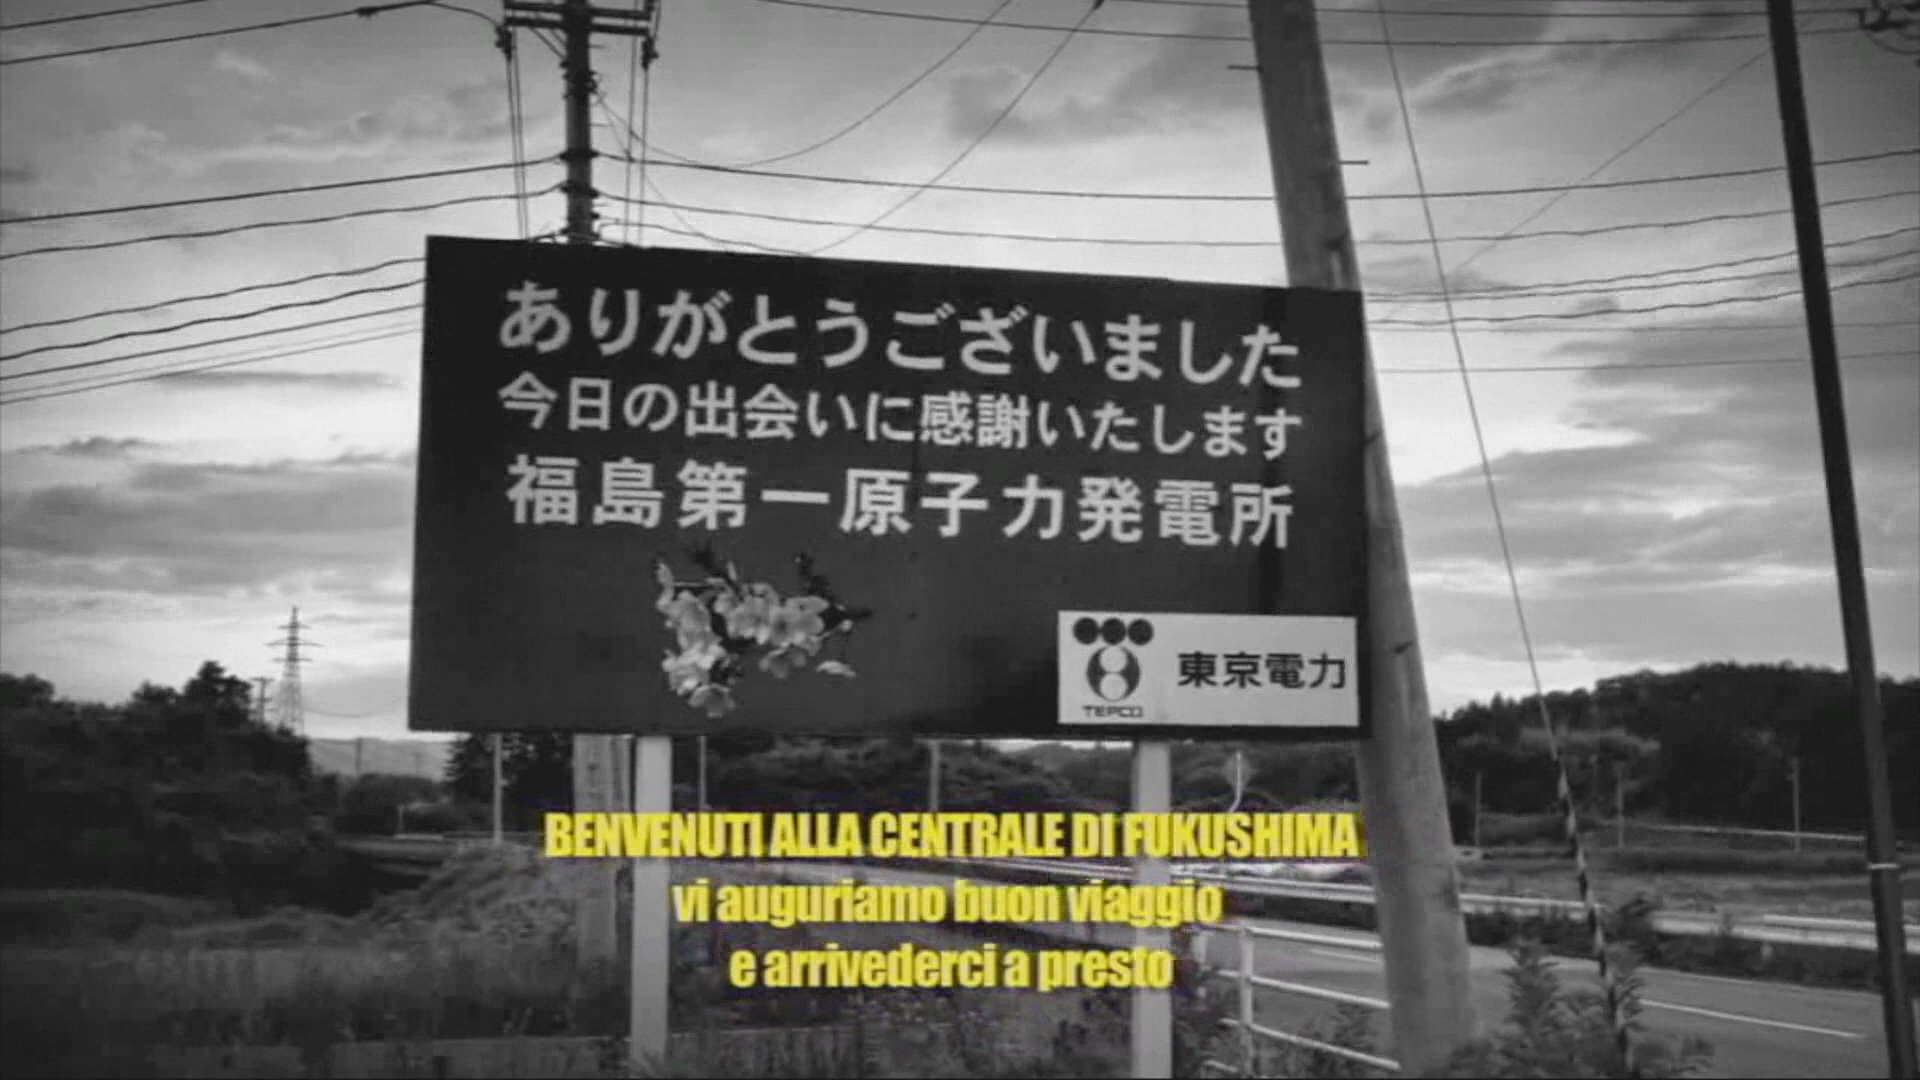 ありがとうございました
今日の出会いに感謝いたします
福島第一原子力発電所
東京電力
TEPCO
BENVENUTI ALLA CENTRALE DI FUKUSHIMA
vi auguriamo buon viaggio
e arrivederci a presto